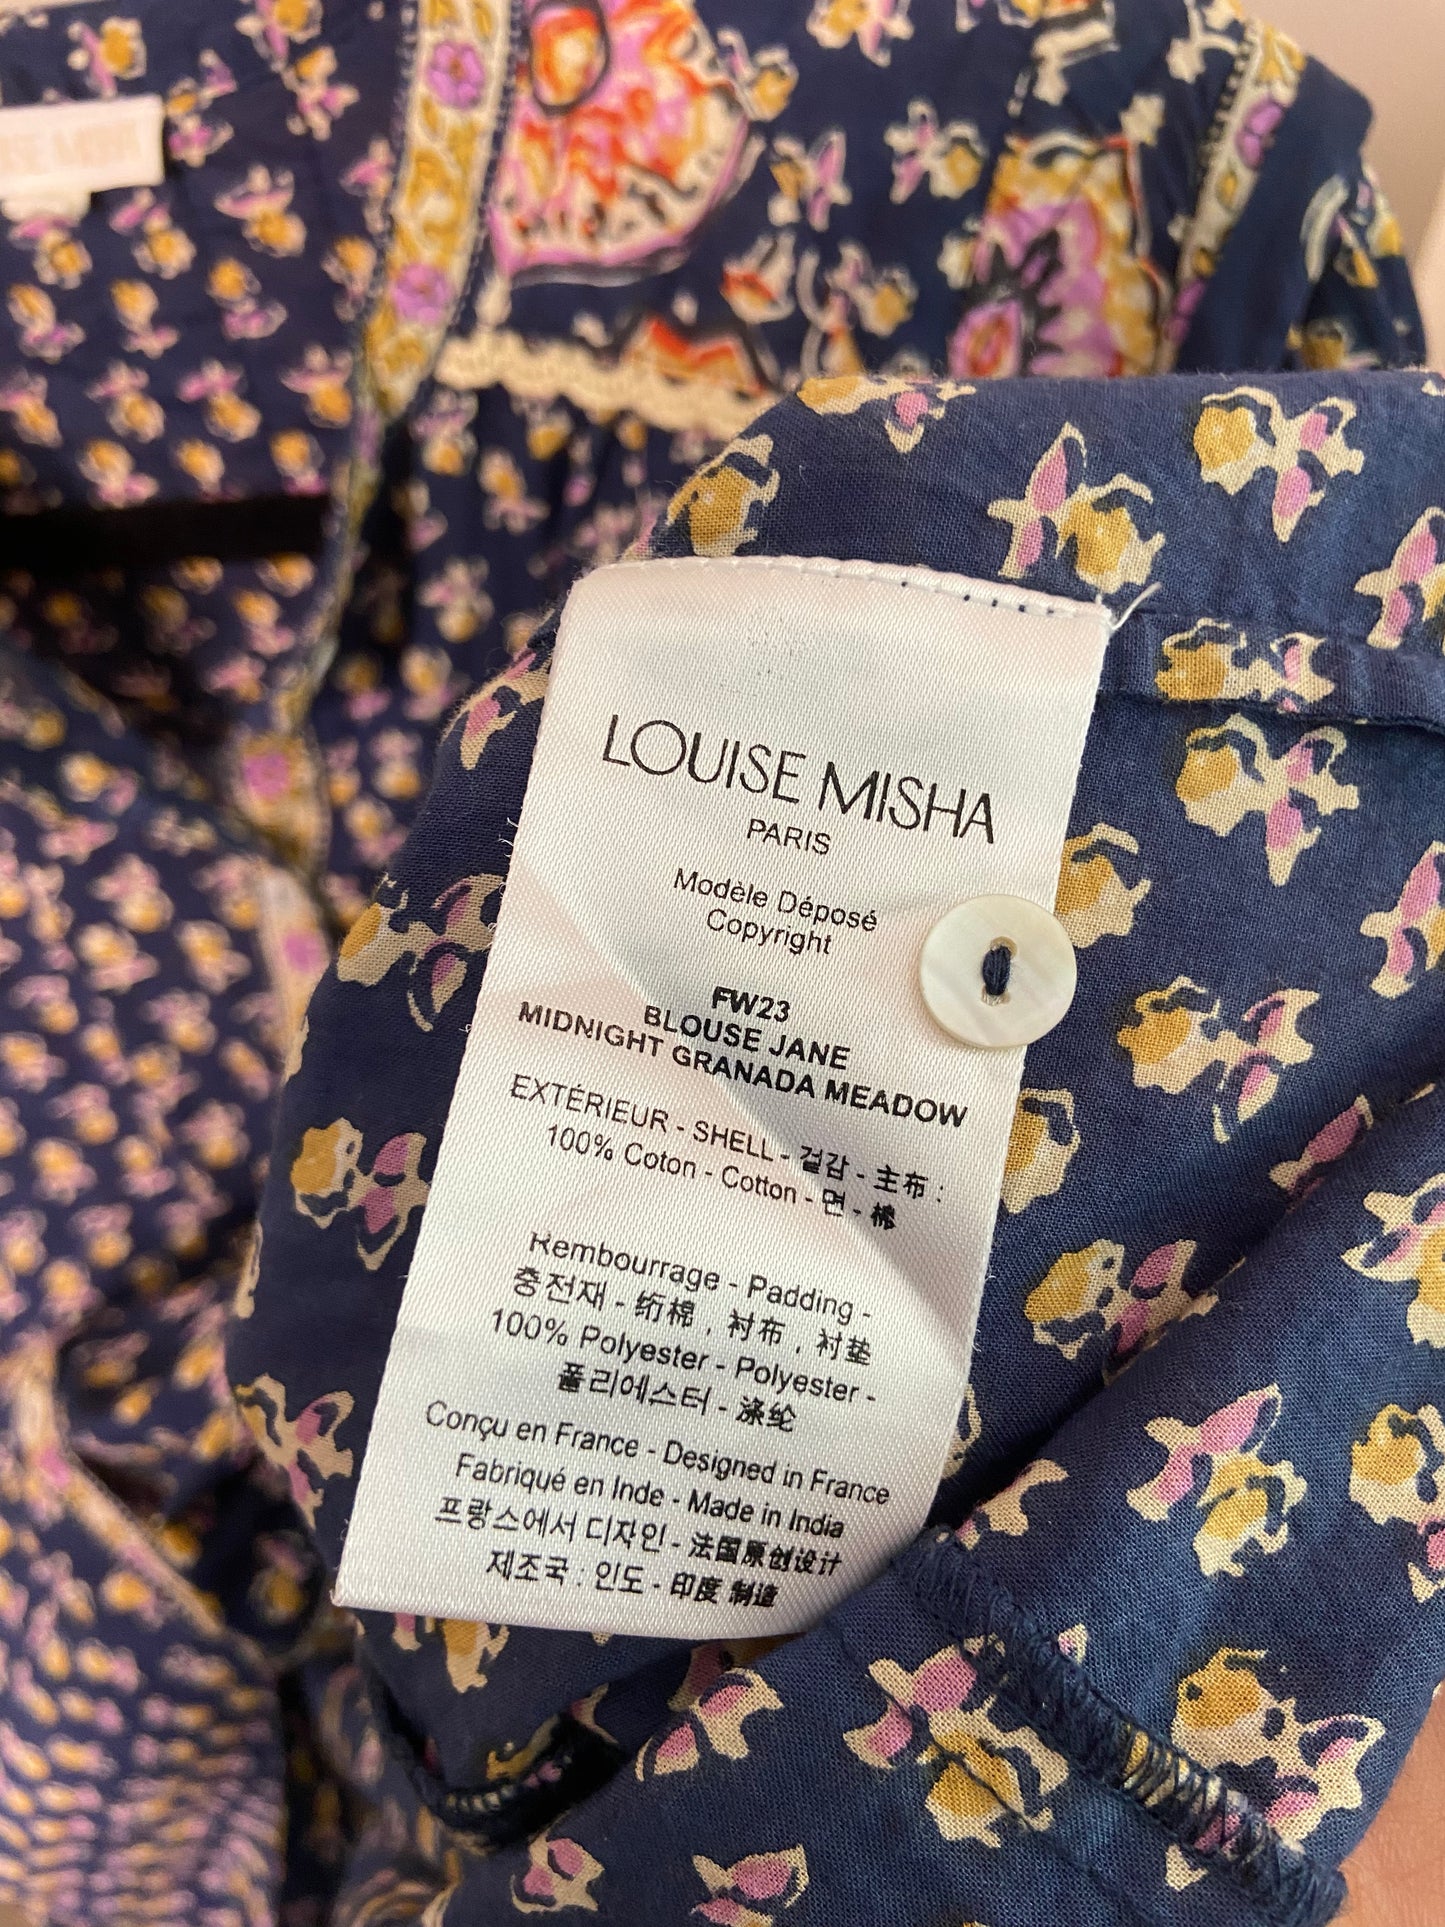 LOUISE MISHA
PARIS
Modèle Déposé
Copyright
FW23
BLOUSE JANE
MIDNIGHT GRANADA MEADOW
EXTÉRIEUR - SHELL - 겉감 - 主布 :
100% Coton - Cotton - 면 - 棉
Rembourrage - Padding -
충전재 - 绗棉 , 衬布 , 衬垫
100% Polyester - Polyester -
폴리에스터 - 涤纶
Conçu en France - Designed in France
Fabriqué en Inde - Made in India
프랑스에서 디자인 - 法国原创设计
제조국 : 인도 - 印度 制造